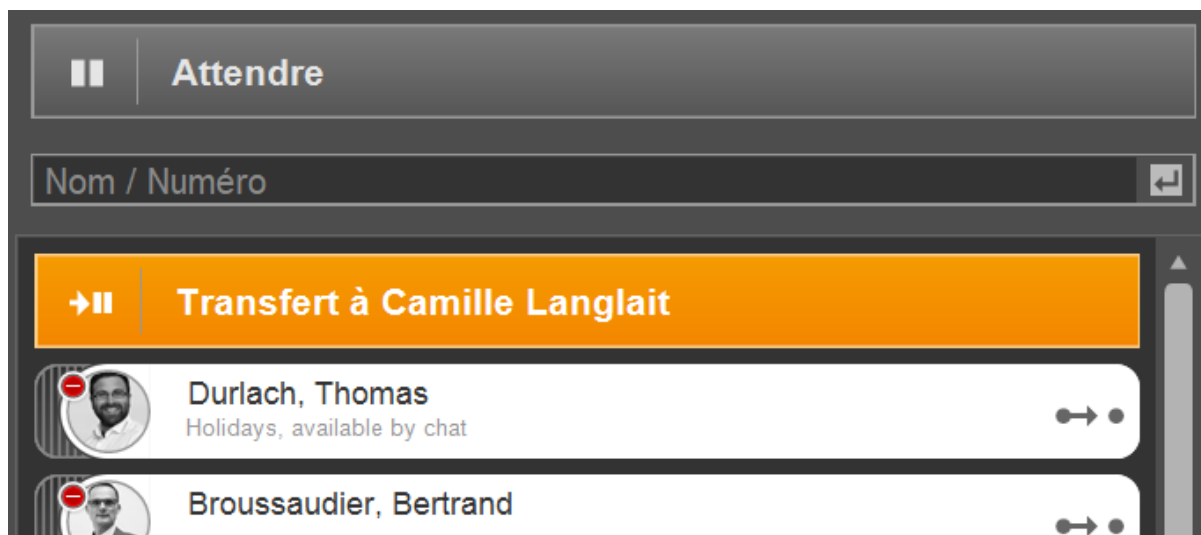 Attendre
Nom / Numéro
Transfert à Camille Langlait
Durlach, Thomas
Holidays, available by chat
Broussaudier, Bertrand